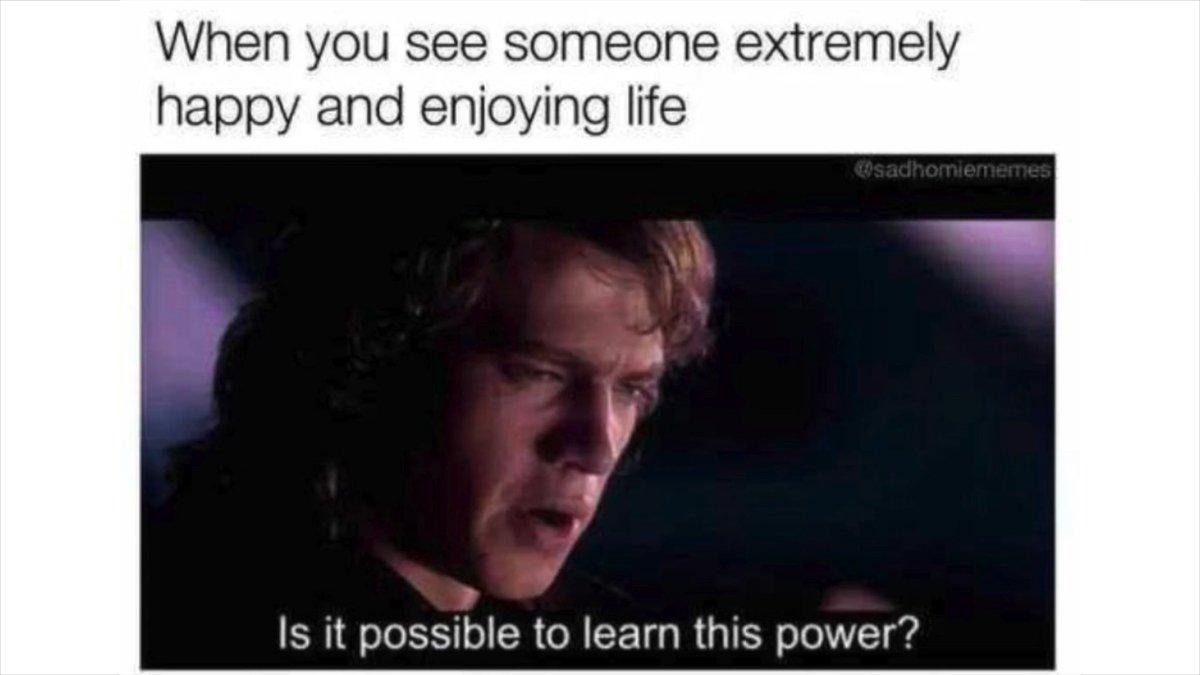 When you see someone extremely
happy and enjoying life
@sadhomiememes
Is it possible to learn this power?